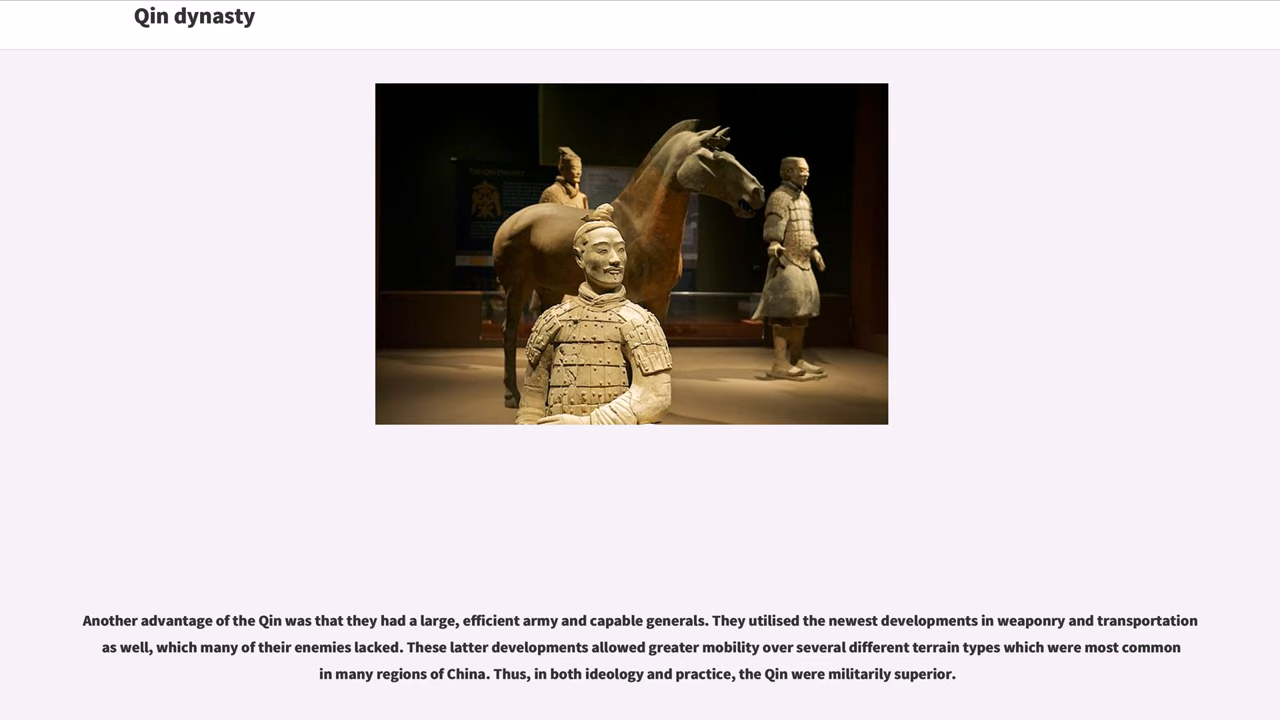 Qin dynasty
Another advantage of the Qin was that they had a large, efficient army and capable generals. They utilised the newest developments in weaponry and transportation
as well, which many of their enemies lacked. These latter developments allowed greater mobility over several different terrain types which were most common
in many regions of China. Thus, in both ideology and practice, the Qin were militarily superior.